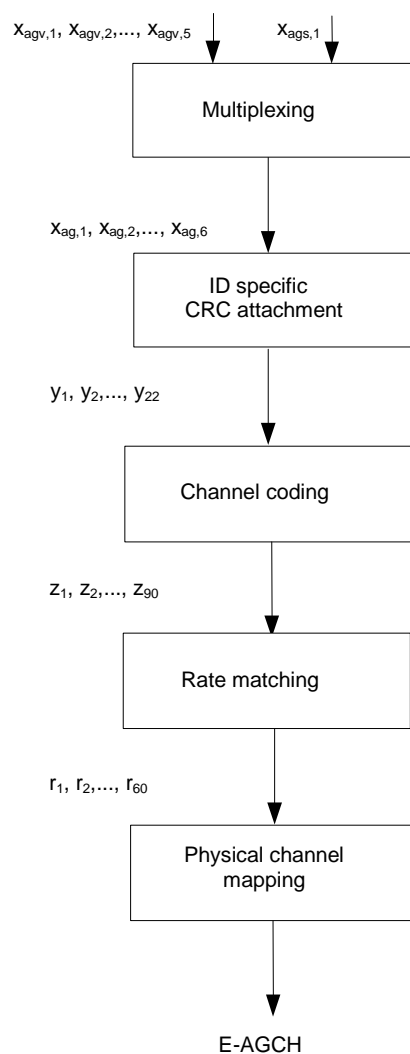 xagv,1, xagv,2,..., xagv,5 xags,1
Multiplexing
xag,1, xag,2,..., xag,6
ID specific
CRC attachment
y1, y2,..., y22
Channel coding
z1, z2,..., z90
Rate matching
r1, r2,..., r60
Physical channel
mapping
E-AGCH